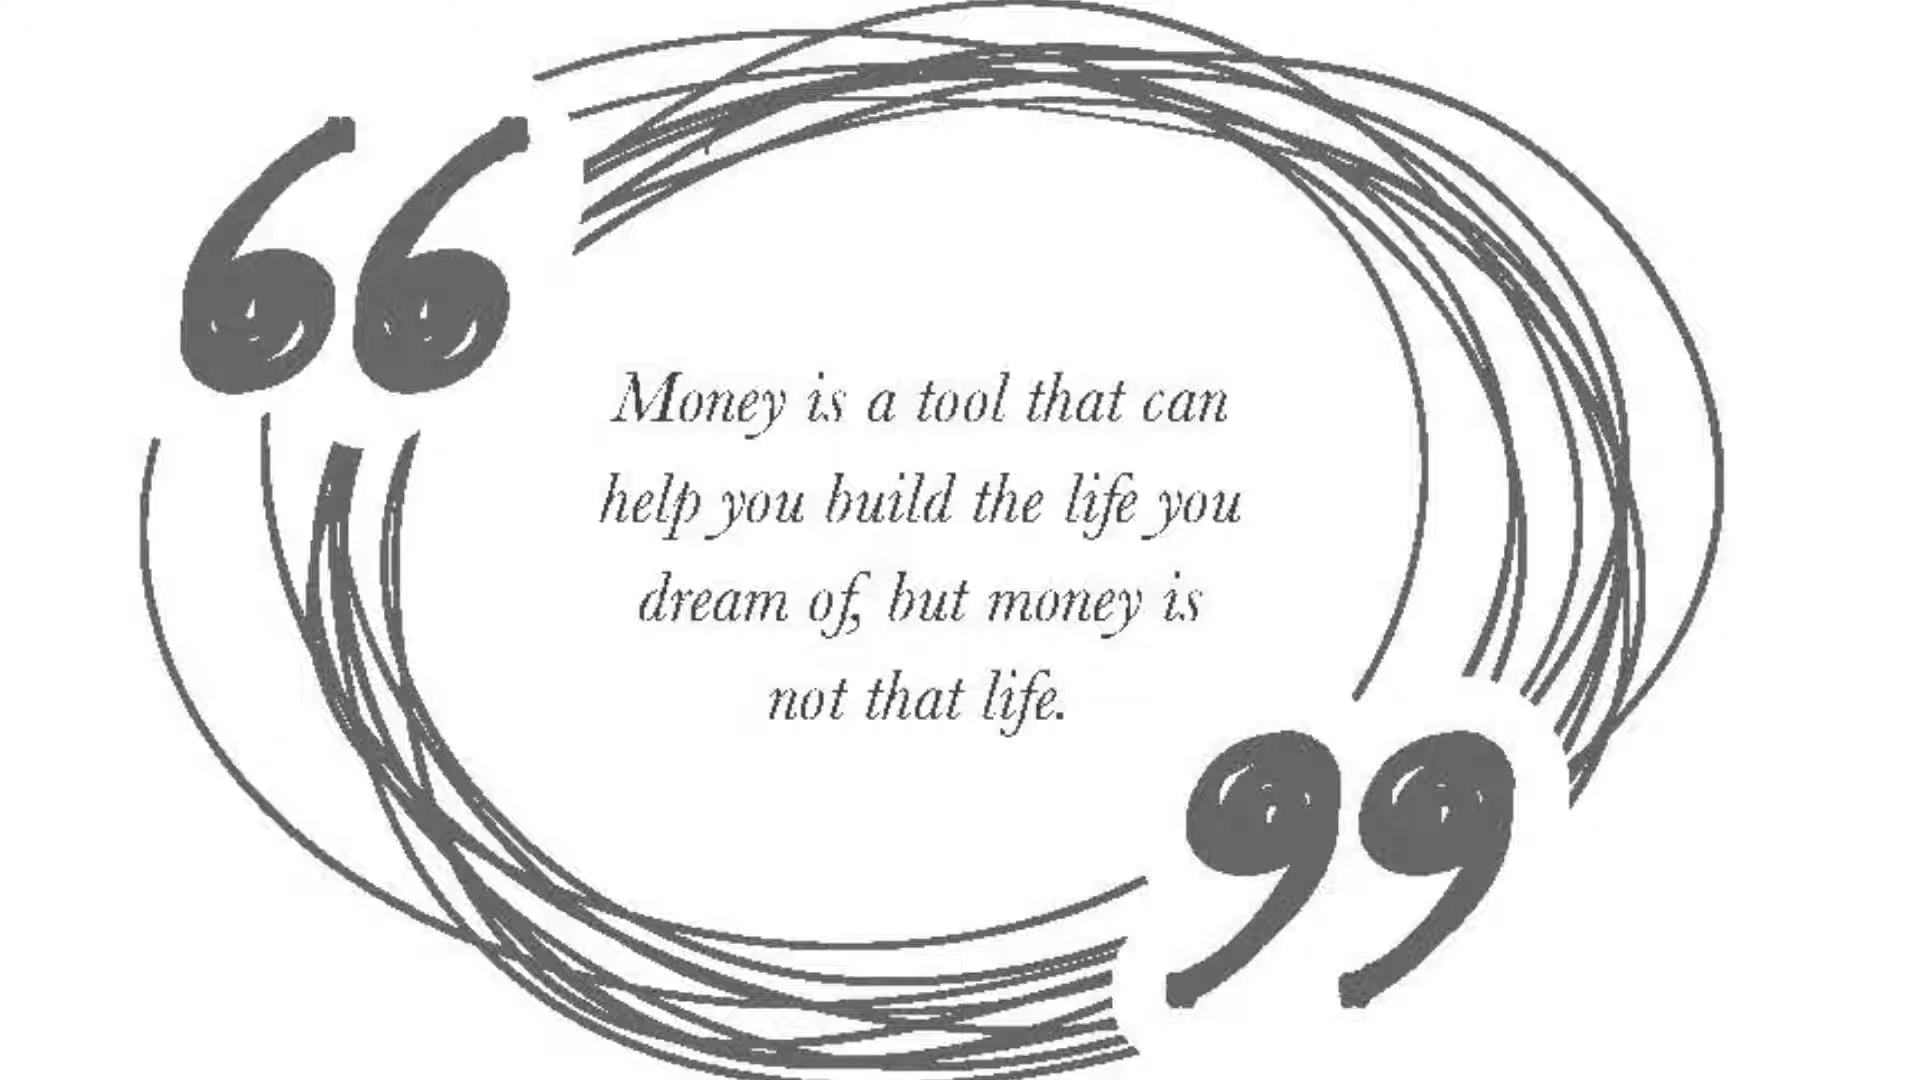 Money is a tool that can
help you build the life you
dream of, but money is
not that life.